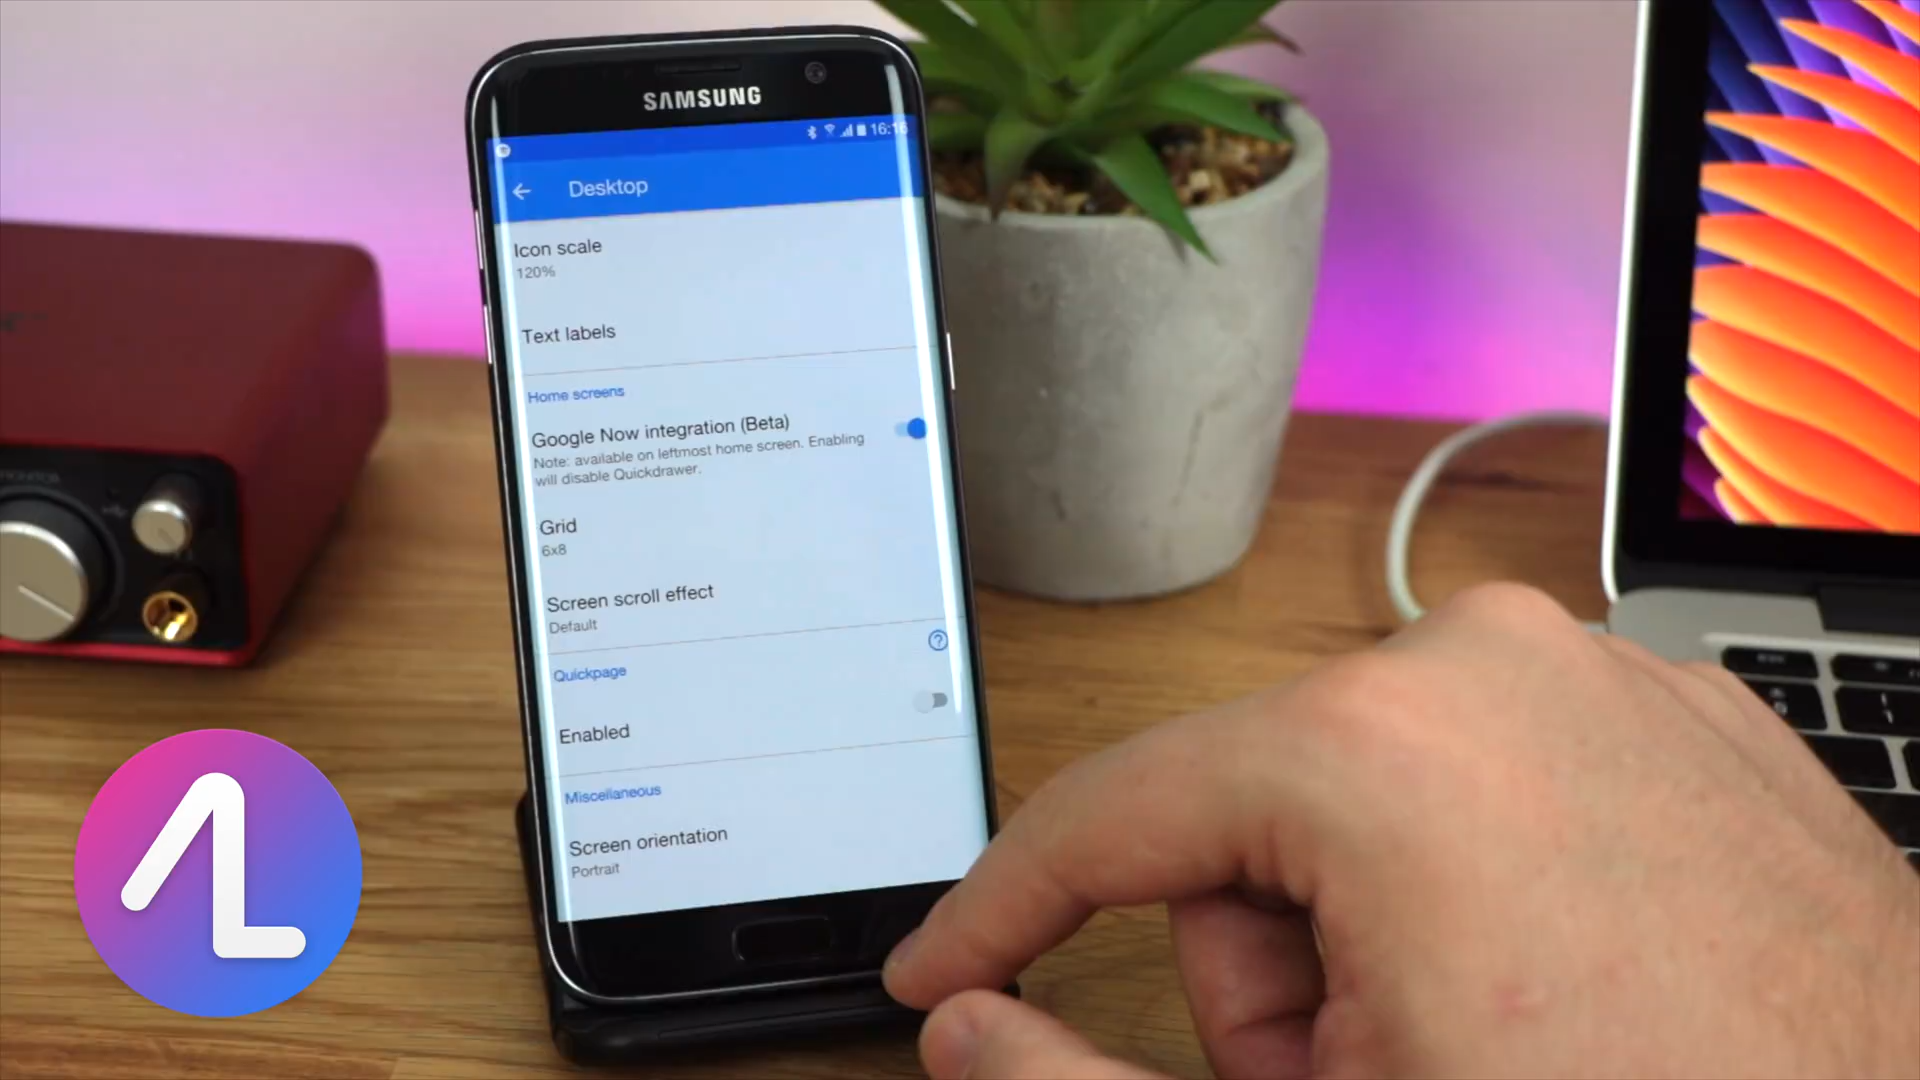 SAMSUNG
16:16
Desktop
Icon scale
120%
Text labels
Home screens
Google Now integration (Beta)
Note: available on leftmost home screen. Enabling
will disable Quickdrawer.
Grid
6x8
Screen scroll effect
Default
Quickpage
Enabled
Miscellaneous
Screen orientation
Portrait
AL